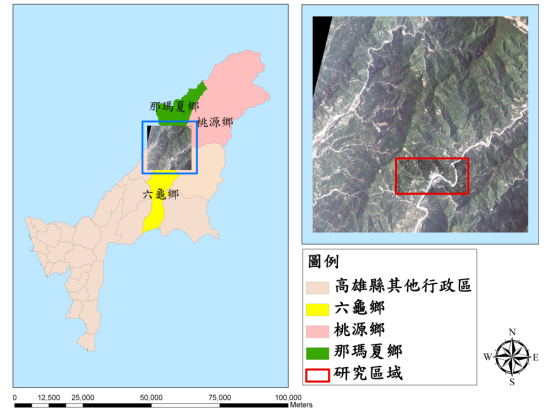 那瑪夏鄉
桃源鄉
六龜鄉
圖例
高雄縣其他行政區
六龜鄉
桃源鄉
那瑪夏鄉
研究區域
N
W E
S
0 12,500 25,000 50,000 75,000 100,000
Meters